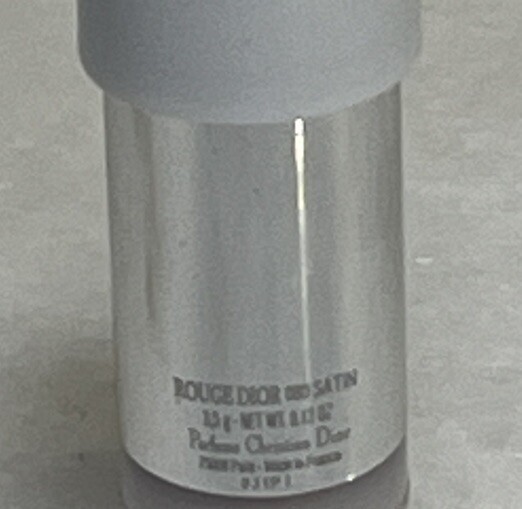 ROUGE DIOR SATIN
3,5 g - NET WT. 0.12 OZ
Parfums Christian Dior
Paris - Made in France